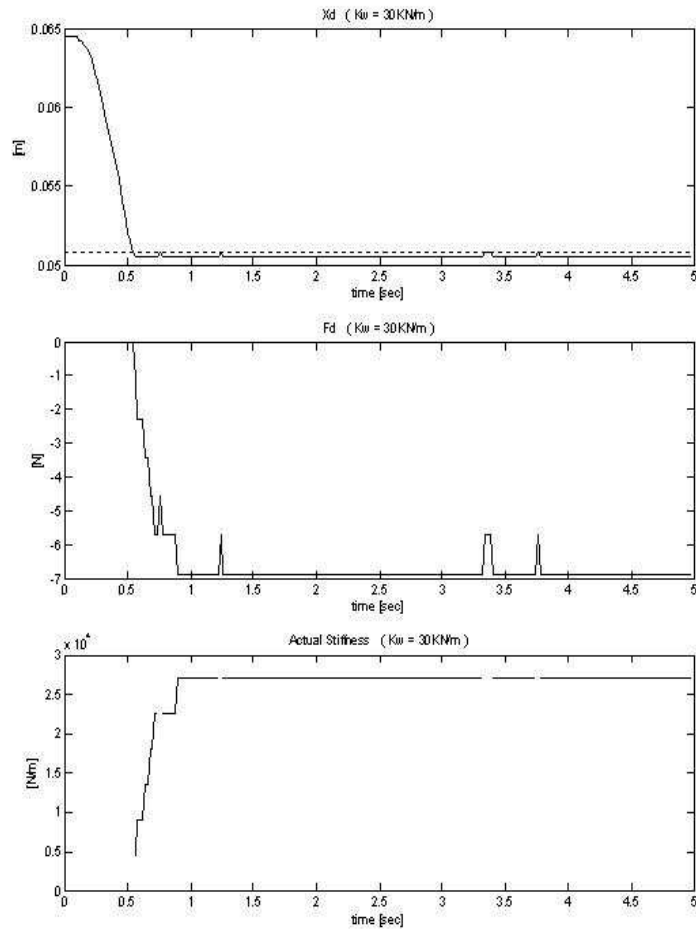 Xd ( Kw = 30KN/m )
0.065
0.06
0.055
0.05
[m]
0 0.5 1 1.5 2 2.5 3 3.5 4 4.5 5
time [sec]
Fd ( Kw = 30KN/m )
0
-1
-2
-3
-4
-5
-6
-7
[N]
0 0.5 1 1.5 2 2.5 3 3.5 4 4.5 5
time [sec]
Actual Stiffness ( Kw = 30KN/m )
x 10^4
3
2.5
2
1.5
1
0.5
0
[N/m]
0 0.5 1 1.5 2 2.5 3 3.5 4 4.5 5
time [sec]